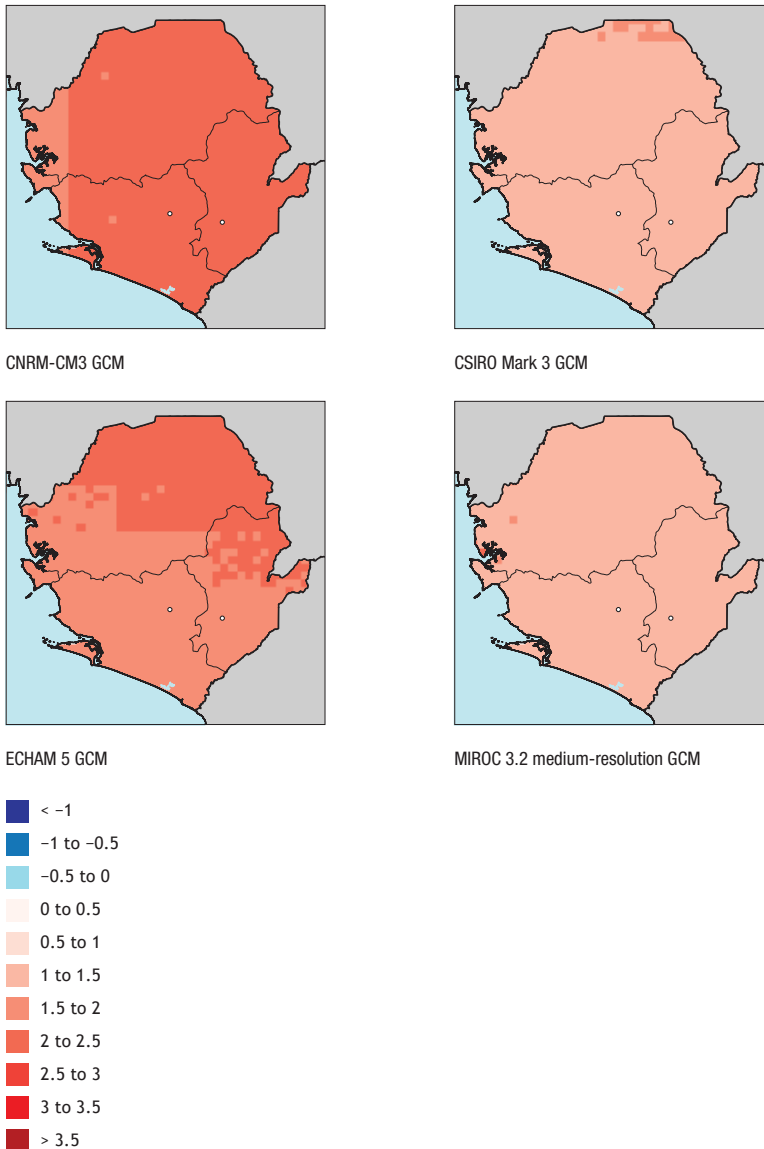 CNRM-CM3 GCM
CSIRO Mark 3 GCM
ECHAM 5 GCM
MIROC 3.2 medium-resolution GCM
< −1
−1 to −0.5
−0.5 to 0
0 to 0.5
0.5 to 1
1 to 1.5
1.5 to 2
2 to 2.5
2.5 to 3
3 to 3.5
> 3.5